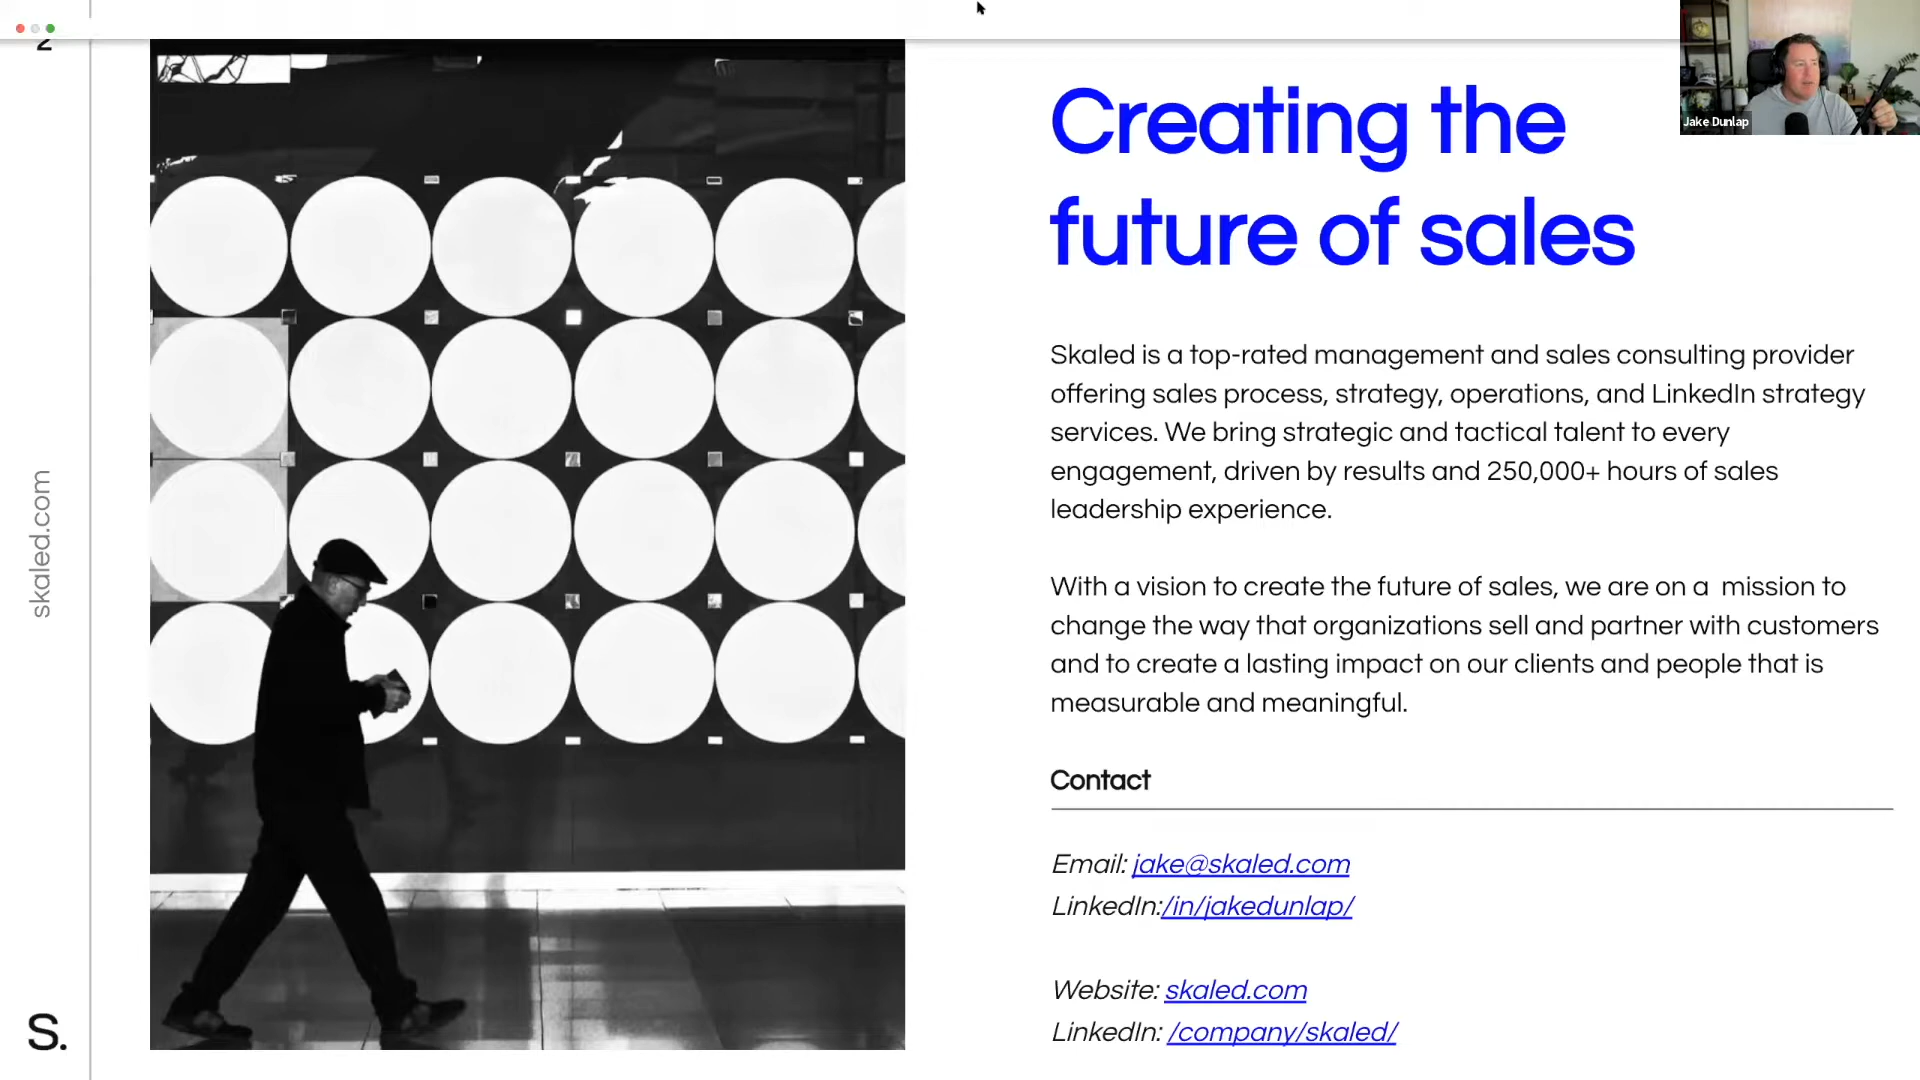 2
skaled.com
S.
Creating the
future of sales
Skaled is a top-rated management and sales consulting provider
offering sales process, strategy, operations, and LinkedIn strategy
services. We bring strategic and tactical talent to every
engagement, driven by results and 250,000+ hours of sales
leadership experience.
With a vision to create the future of sales, we are on a  mission to
change the way that organizations sell and partner with customers
and to create a lasting impact on our clients and people that is
measurable and meaningful.
Contact
Email: jake@skaled.com
LinkedIn:/in/jakedunlap/
Website: skaled.com
LinkedIn: /company/skaled/
Jake Dunlap